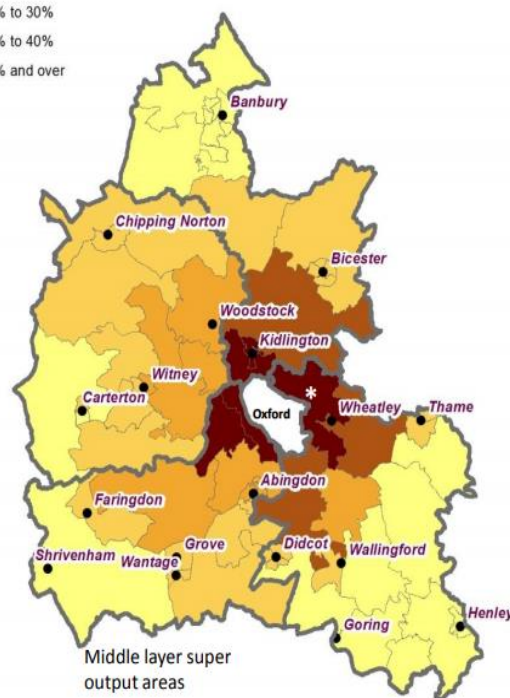 % to 30%
% to 40%
% and over
Banbury
Chipping Norton
Bicester
Woodstock
Kidlington
Witney
*
Carterton
Oxford
Wheatley
Thame
Abingdon
Faringdon
Grove
Didcot
Wallingford
Shrivenham
Wantage
Henley
Goring
Middle layer super
output areas